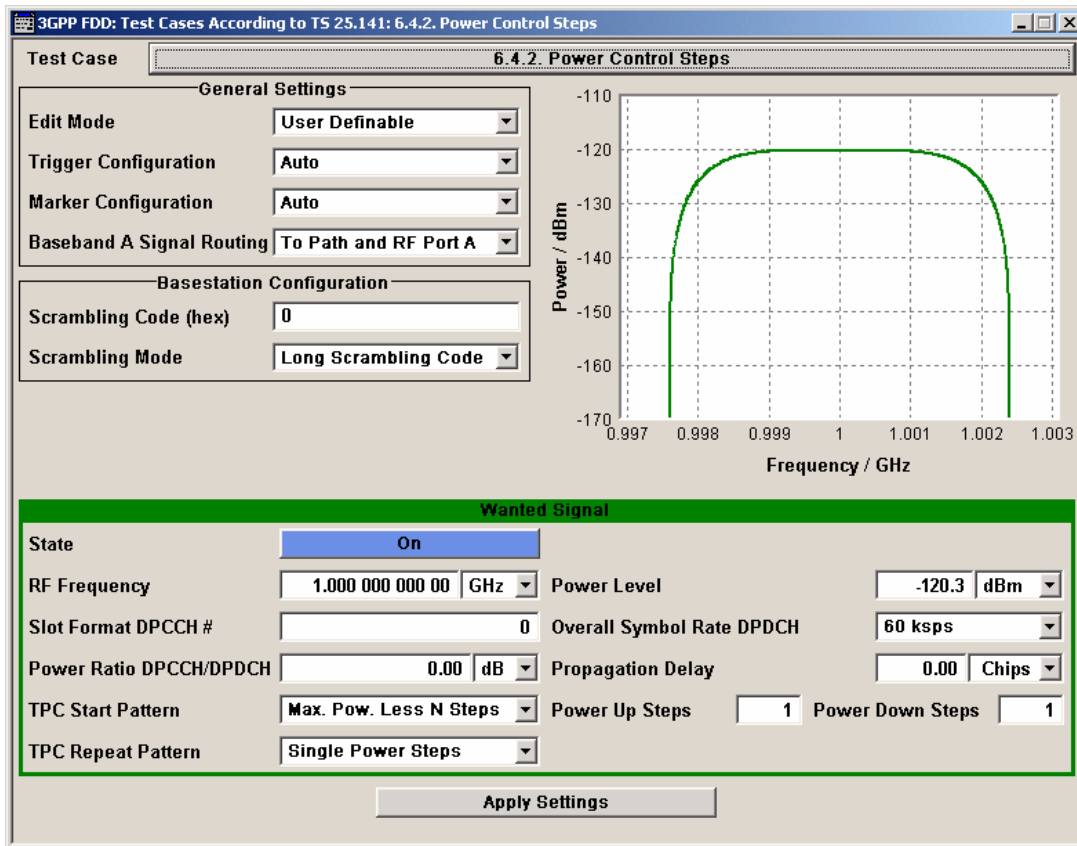 3GPP FDD: Test Cases According to TS 25.141: 6.4.2. Power Control Steps
Test Case 6.4.2. Power Control Steps
General Settings
Edit Mode User Definable
Trigger Configuration Auto
Marker Configuration Auto
Baseband A Signal Routing To Path and RF Port A
Basestation Configuration
Scrambling Code (hex) 0
Scrambling Mode Long Scrambling Code
Power / dBm
-110
-120
-130
-140
-150
-160
-170
0.997 0.998 0.999 1 1.001 1.002 1.003
Frequency / GHz
Wanted Signal
State On
RF Frequency 1.000 000 000 00 GHz Power Level -120.3 dBm
Slot Format DPCCH # 0 Overall Symbol Rate DPDCH 60 ksps
Power Ratio DPCCH/DPDCH 0.00 dB Propagation Delay 0.00 Chips
TPC Start Pattern Max. Pow. Less N Steps Power Up Steps 1 Power Down Steps 1
TPC Repeat Pattern Single Power Steps
Apply Settings